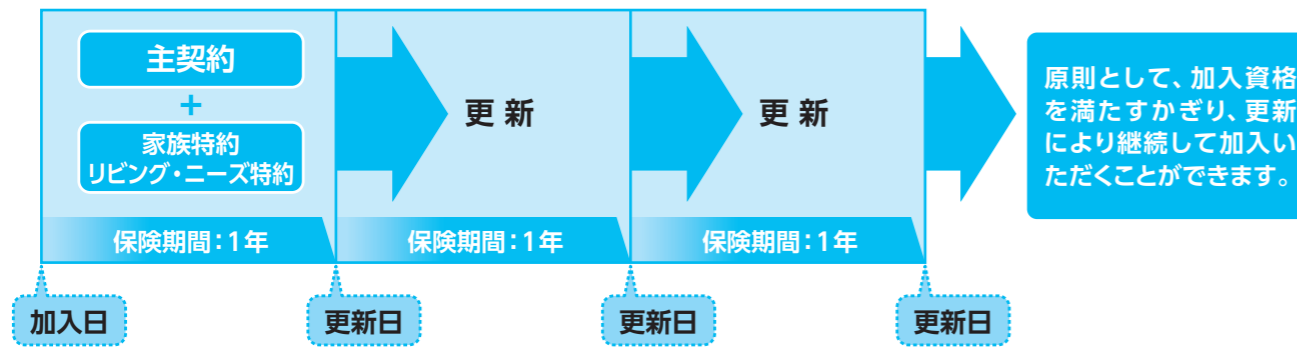 主契約
+
家族特約
リビング・ニーズ特約
更新
更新
原則として、加入資格
を満たすかぎり、更新
により継続して加入い
ただくことができます。
保険期間：1年
保険期間：1年
保険期間：1年
加入日
更新日
更新日
更新日